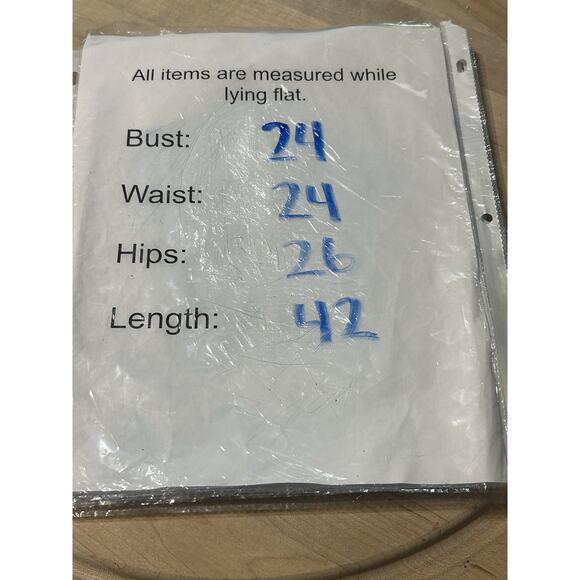 All items are measured while
lying flat.
Bust: 24
Waist: 24
Hips: 26
Length: 42